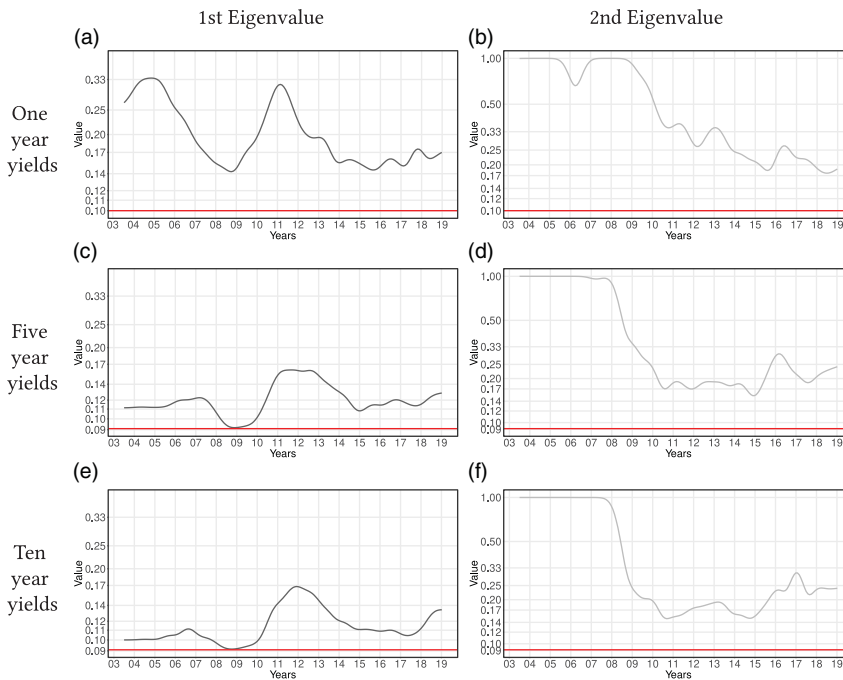 1st Eigenvalue
2nd Eigenvalue
One
year
yields
(a)
Value
0.33
0.25
0.20
0.17
0.14
0.12
0.11
0.10
03 04 05 06 07 08 09 10 11 12 13 14 15 16 17 18 19
Years
(b)
Value
1.00
0.50
0.33
0.25
0.20
0.17
0.14
0.12
0.10
03 04 05 06 07 08 09 10 11 12 13 14 15 16 17 18 19
Years
Five
year
yields
(c)
Value
0.33
0.25
0.20
0.17
0.14
0.12
0.11
0.10
0.09
03 04 05 06 07 08 09 10 11 12 13 14 15 16 17 18 19
Years
(d)
Value
1.00
0.50
0.33
0.25
0.20
0.17
0.14
0.12
0.10
0.09
03 04 05 06 07 08 09 10 11 12 13 14 15 16 17 18 19
Years
Ten
year
yields
(e)
Value
0.33
0.25
0.20
0.17
0.14
0.12
0.11
0.10
0.09
03 04 05 06 07 08 09 10 11 12 13 14 15 16 17 18 19
Years
(f)
Value
1.00
0.50
0.33
0.25
0.20
0.17
0.14
0.12
0.10
0.09
03 04 05 06 07 08 09 10 11 12 13 14 15 16 17 18 19
Years